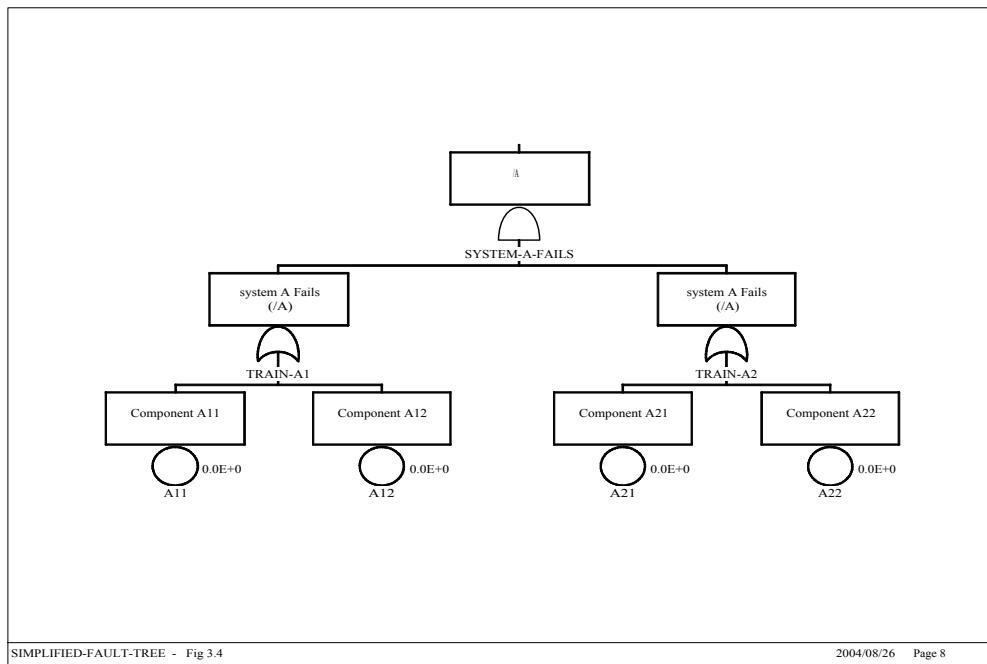 /A
SYSTEM-A-FAILS
system A Fails
(/A)
system A Fails
(/A)
TRAIN-A1
TRAIN-A2
Component A11
Component A12
Component A21
Component A22
0.0E+0
0.0E+0
0.0E+0
0.0E+0
A11
A12
A21
A22
SIMPLIFIED-FAULT-TREE - Fig 3.4
2004/08/26 Page 8